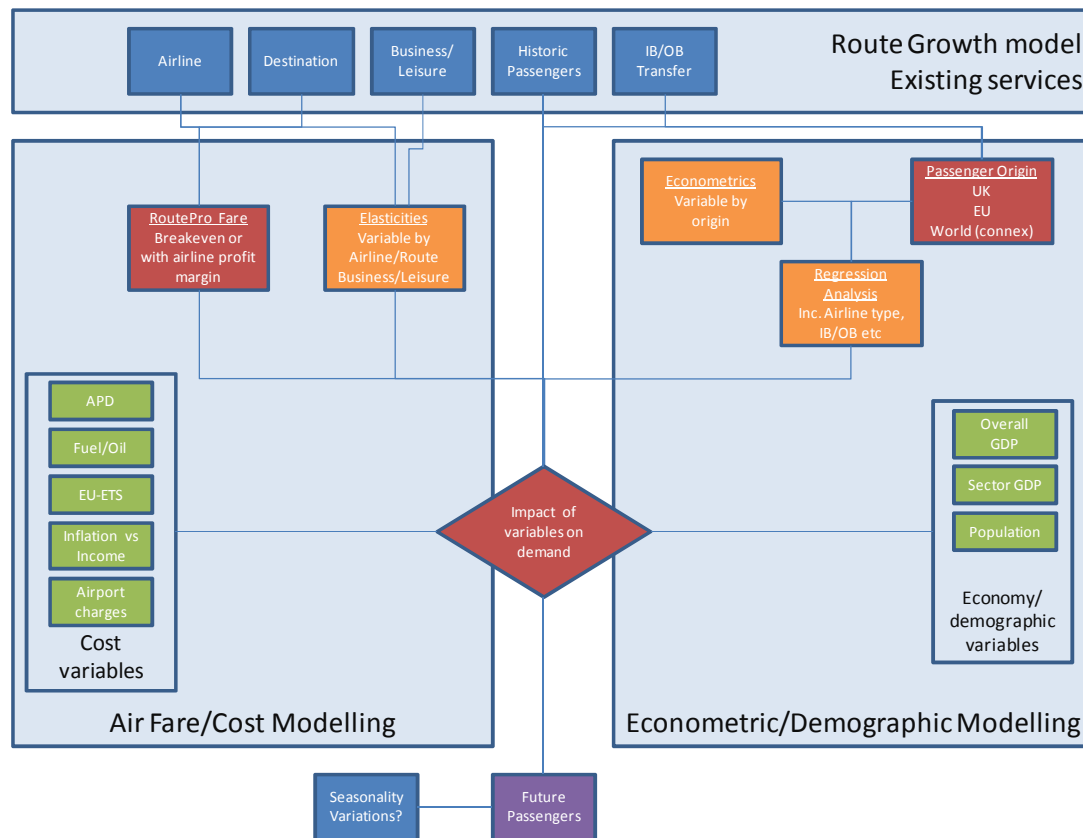 Route Growth model
Existing services
Airline
Destination
Business/
Leisure
Historic
Passengers
IB/OB
Transfer
RoutePro Fare
Breakeven or
with airline profit
margin
Elasticities
Variable by
Airline/Route
Business/Leisure
Econometrics
Variable by
origin
Passenger Origin
UK
EU
World (connex)
Regression
Analysis
Inc. Airline type,
IB/OB etc
APD
Fuel/Oil
EU-ETS
Inflation vs
Income
Airport
charges
Cost
variables
Impact of
variables on
demand
Overall
GDP
Sector GDP
Population
Economy/
demographic
variables
Air Fare/Cost Modelling
Econometric/Demographic Modelling
Seasonality
Variations?
Future
Passengers